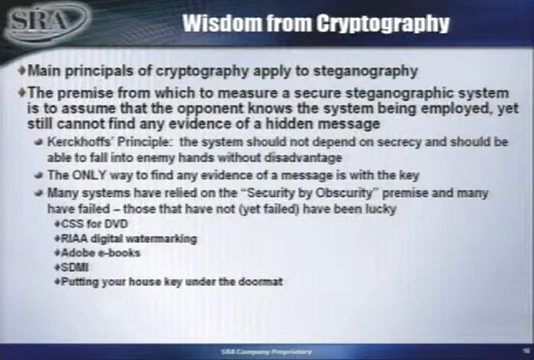 SRA
Wisdom from Cryptography
Main principals of cryptography apply to steganography
The premise from which to measure a secure steganographic system
is to assume that the opponent knows the system being employed, yet
still cannot find any evidence of a hidden message
Kerckhoffs' Principle: the system should not depend on secrecy and should be
able to fall into enemy hands without disadvantage
The ONLY way to find any evidence of a message is with the key
Many systems have relied on the "Security by Obscurity" premise and many
have failed – those that have not (yet failed) have been lucky
CSS for DVD
RIAA digital watermarking
Adobe e-books
SDMI
Putting your house key under the doormat
SRA Company Proprietary
16